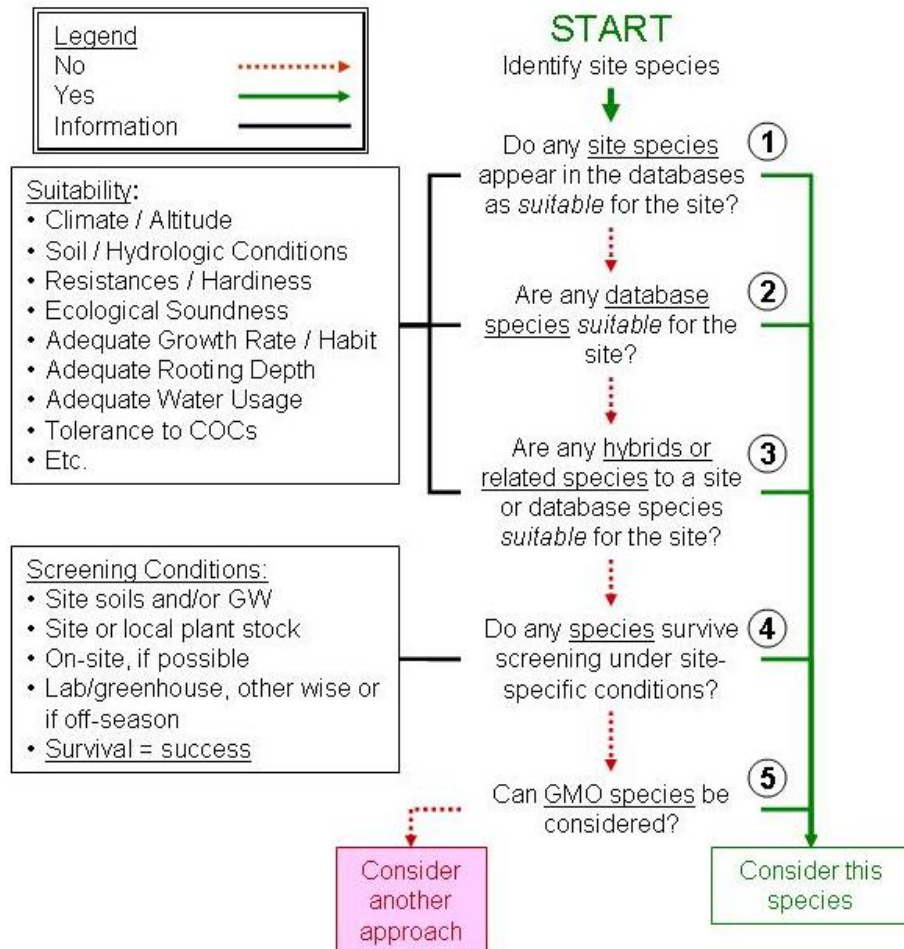 Legend
No
Yes
Information
START
Identify site species
Do any site species
appear in the databases
as suitable for the site?
1
Suitability:
• Climate / Altitude
• Soil / Hydrologic Conditions
• Resistances / Hardiness
• Ecological Soundness
• Adequate Growth Rate / Habit
• Adequate Rooting Depth
• Adequate Water Usage
• Tolerance to COCs
• Etc.
Are any database
species suitable for the
site?
2
Are any hybrids or
related species to a site
or database species
suitable for the site?
3
Screening Conditions:
• Site soils and/or GW
• Site or local plant stock
• On-site, if possible
• Lab/greenhouse, other wise or
if off-season
• Survival = success
Do any species survive
screening under site-
specific conditions?
4
Can GMO species be
considered?
5
Consider
another
approach
Consider this
species